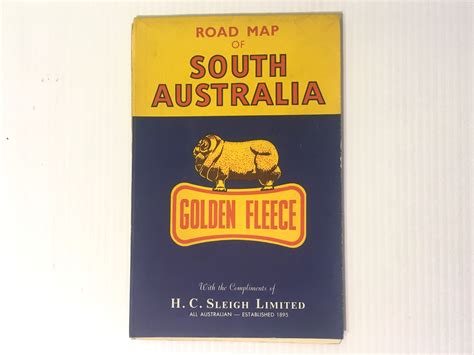 ROAD MAP
OF
SOUTH
AUSTRALIA
GOLDEN FLEECE
With the Compliments of
H. C. SLEIGH LIMITED
ALL AUSTRALIAN — ESTABLISHED 1895